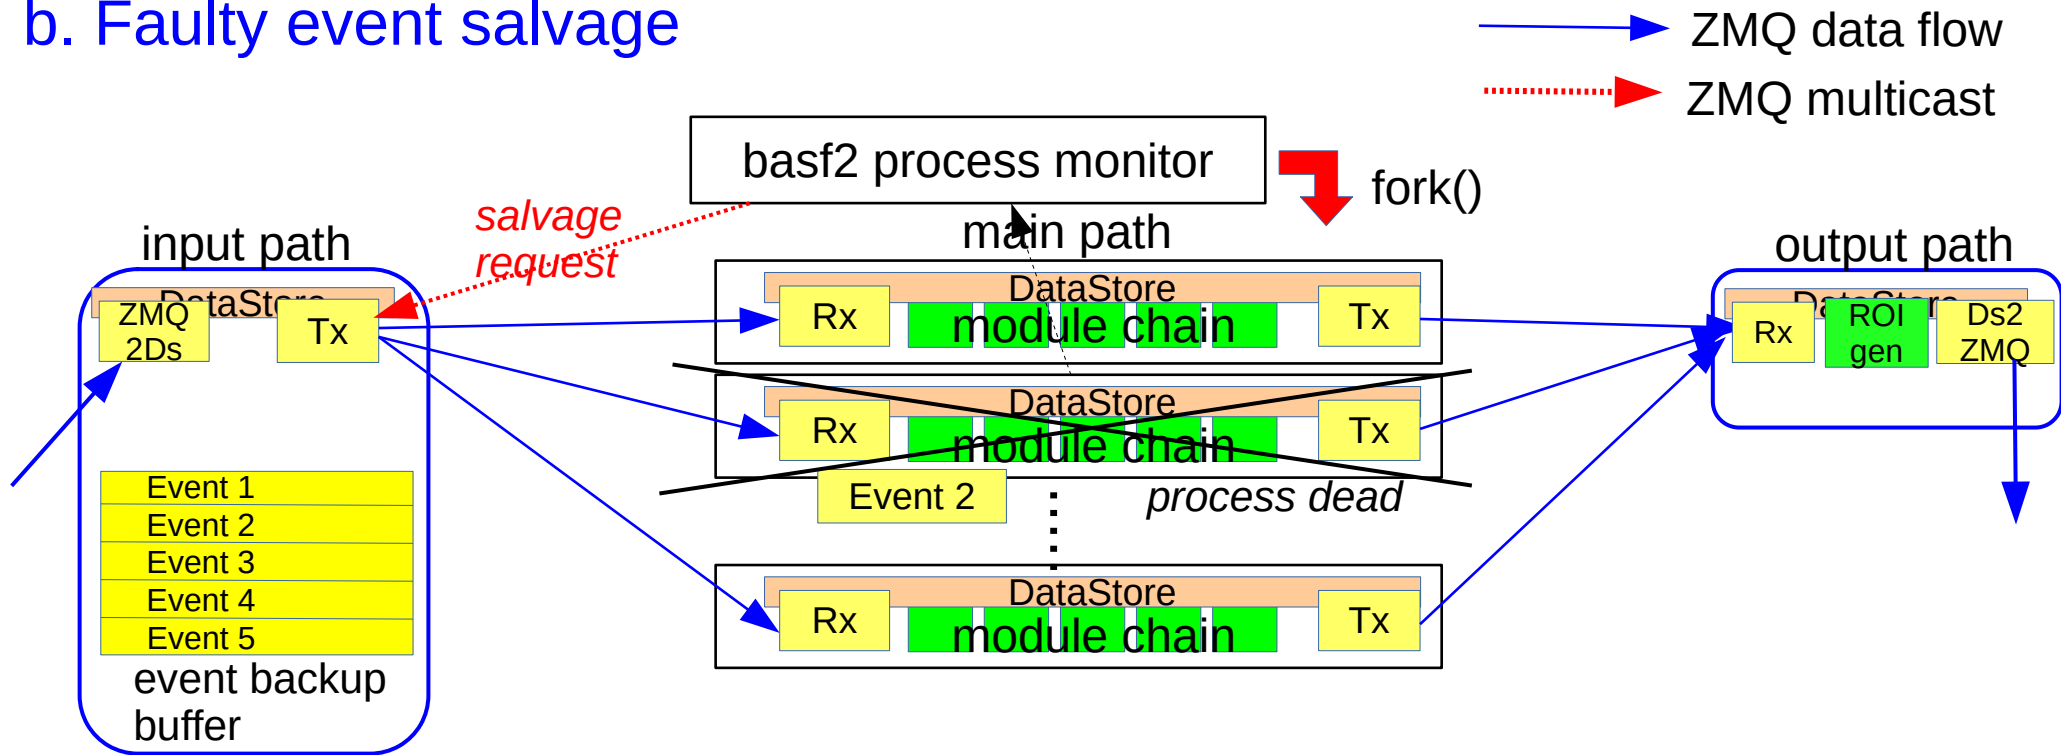 b. Faulty event salvage
ZMQ data flow
ZMQ multicast
basf2 process monitor
fork()
salvage
request
input path
main path
output path
DataStore
ZMQ
2Ds
Tx
Event 1
Event 2
Event 3
Event 4
Event 5
event backup
buffer
DataStore
Rx
module chain
Tx
DataStore
Rx
module chain
Tx
Event 2
process dead
DataStore
Rx
module chain
Tx
DataStore
Rx
ROI
gen
Ds2
ZMQ